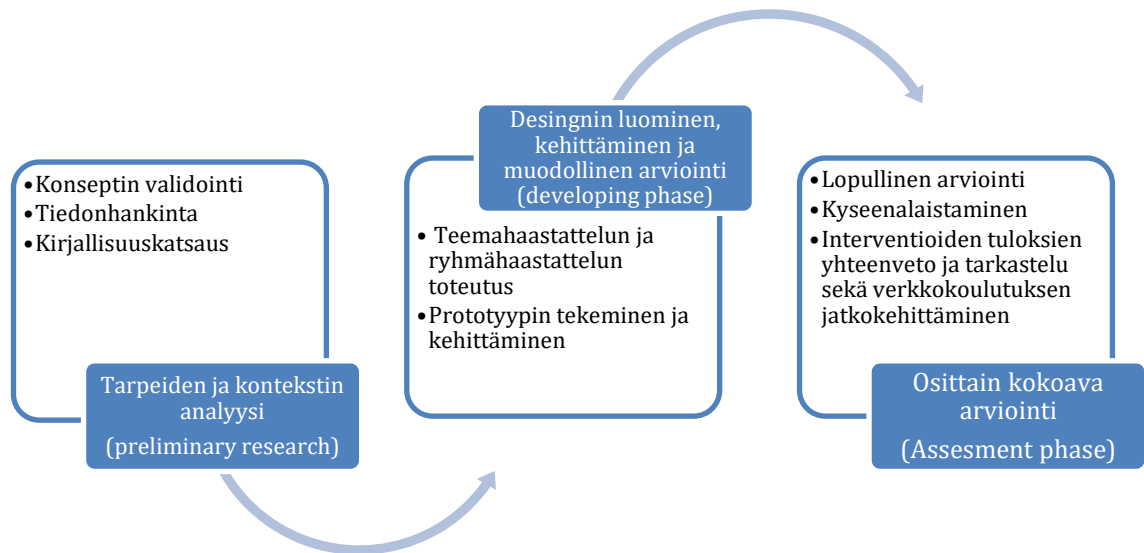 •Konseptin validointi
•Tiedonhankinta
•Kirjallisuuskatsaus
Tarpeiden ja kontekstin
analyysi
(preliminary research)
Desingnin luominen,
kehittäminen ja
muodollinen arviointi
(developing phase)
• Teemahaastattelun ja
ryhmähaastattelun
toteutus
•Prototyypin tekeminen ja
kehittäminen
•Lopullinen arviointi
•Kyseenalaistaminen
•Interventioiden tuloksien
yhteenveto ja tarkastelu
sekä verkkokoulutuksen
jatkokehittäminen
Osittain kokoava
arviointi
(Assesment phase)